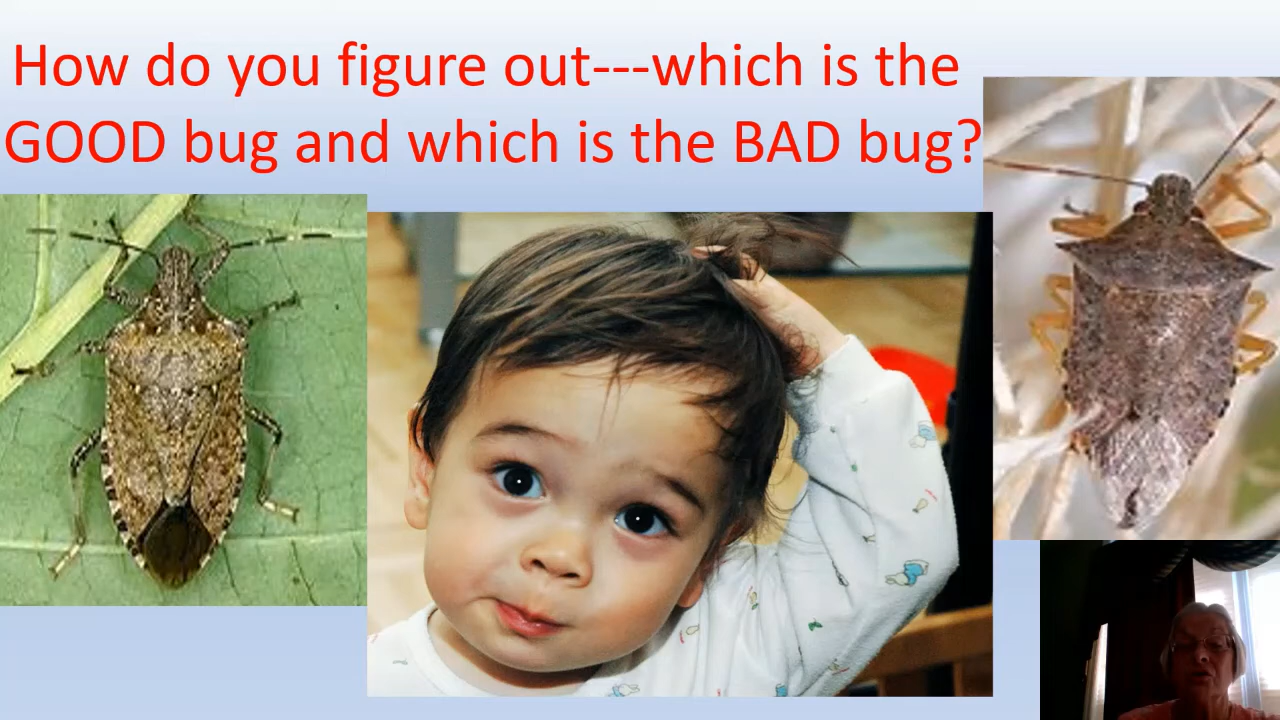 How do you figure out---which is the
GOOD bug and which is the BAD bug?